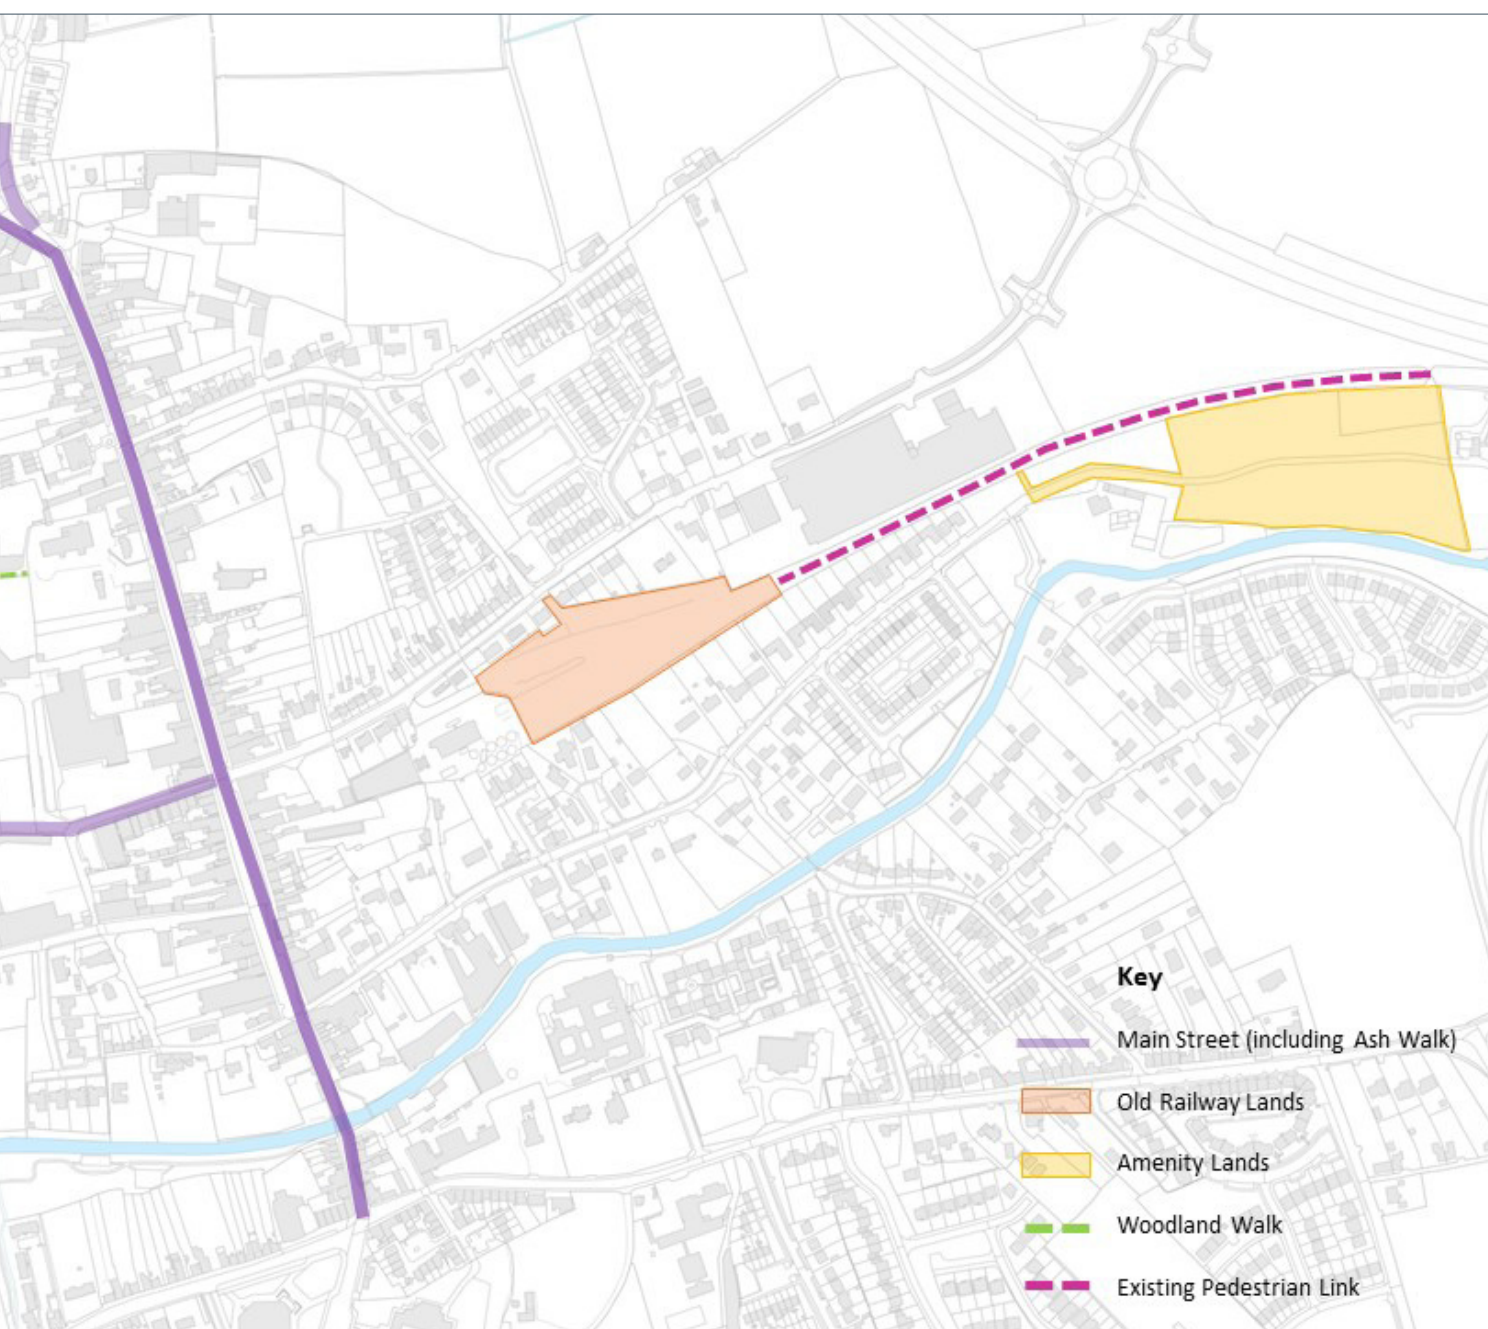 Key
Main Street (including Ash Walk)
Old Railway Lands
Amenity Lands
Woodland Walk
Existing Pedestrian Link